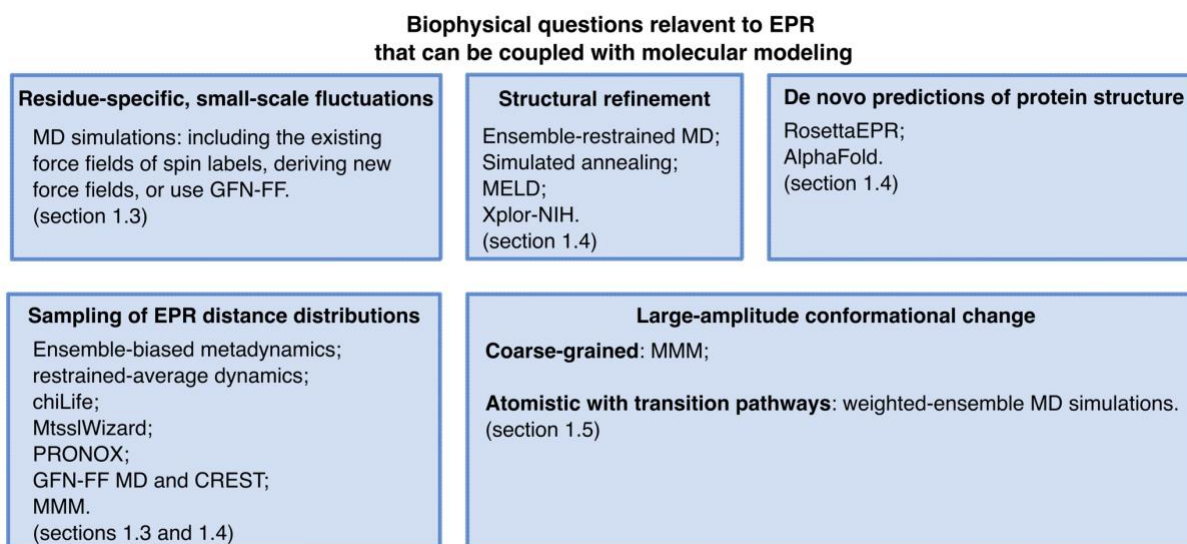 Biophysical questions relavent to EPR
that can be coupled with molecular modeling
Residue-specific, small-scale fluctuations
MD simulations: including the existing
force fields of spin labels, deriving new
force fields, or use GFN-FF.
(section 1.3)
Structural refinement
Ensemble-restrained MD;
Simulated annealing;
MELD;
Xplor-NIH.
(section 1.4)
De novo predictions of protein structure
RosettaEPR;
AlphaFold.
(section 1.4)
Sampling of EPR distance distributions
Ensemble-biased metadynamics;
restrained-average dynamics;
chiLife;
MtsslWizard;
PRONOX;
GFN-FF MD and CREST;
MMM.
(sections 1.3 and 1.4)
Large-amplitude conformational change
Coarse-grained: MMM;
Atomistic with transition pathways: weighted-ensemble MD simulations.
(section 1.5)